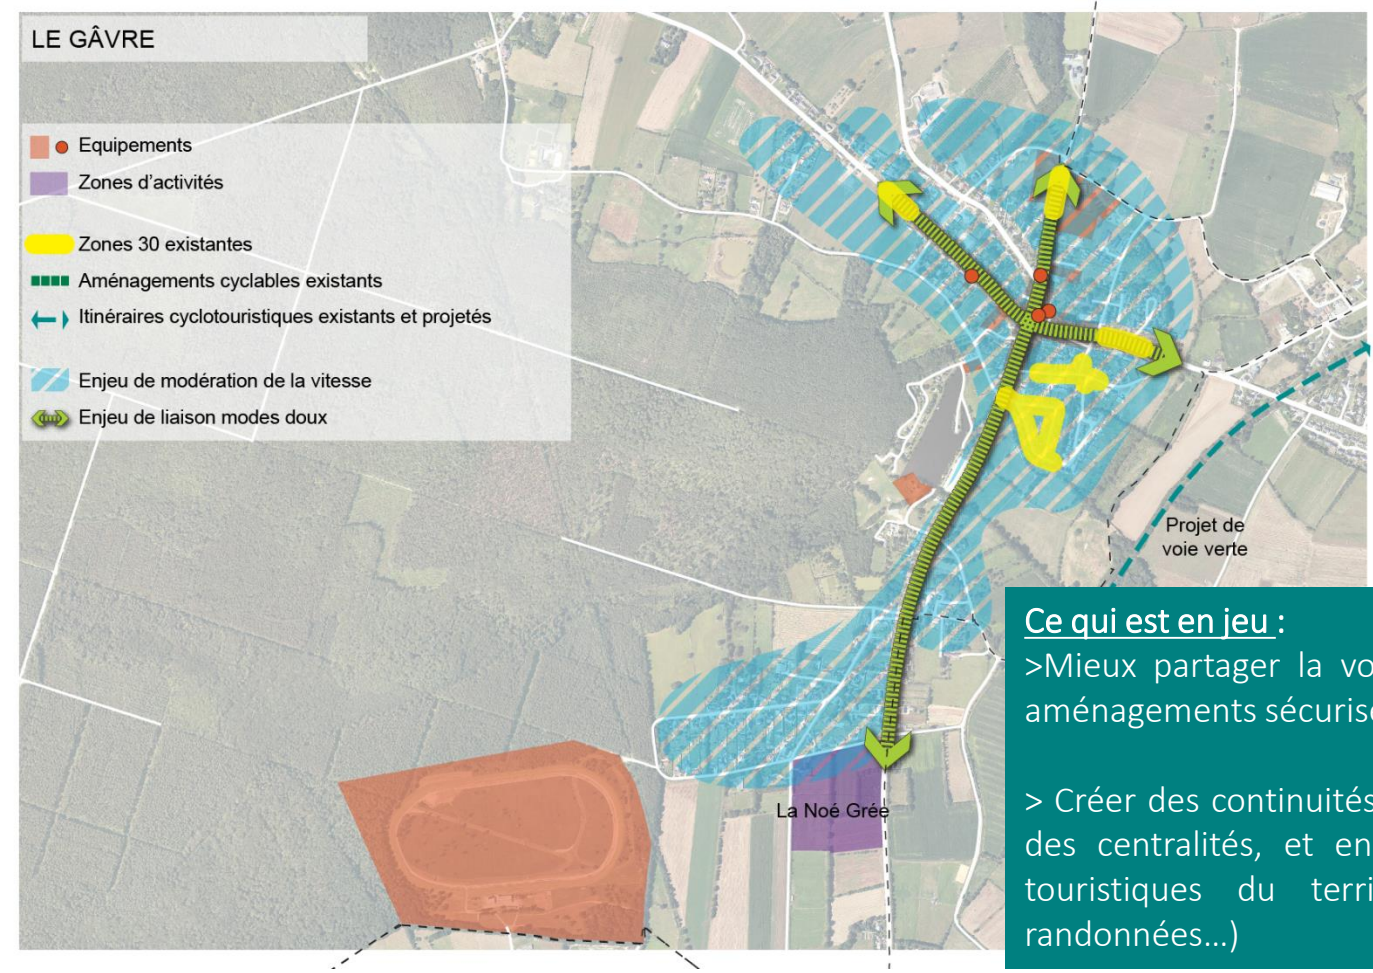 LE GÂVRE
Equipements
Zones d'activités
Zones 30 existantes
Aménagements cyclables existants
Itinéraires cyclotouristiques existants et projetés
Enjeu de modération de la vitesse
Enjeu de liaison modes doux
Projet de
voie verte
La Noé Grée
Ce qui est en jeu :
>Mieux partager la vo
aménagements sécuris
> Créer des continuités
des centralités, et en
touristiques du terri
randonnées...)